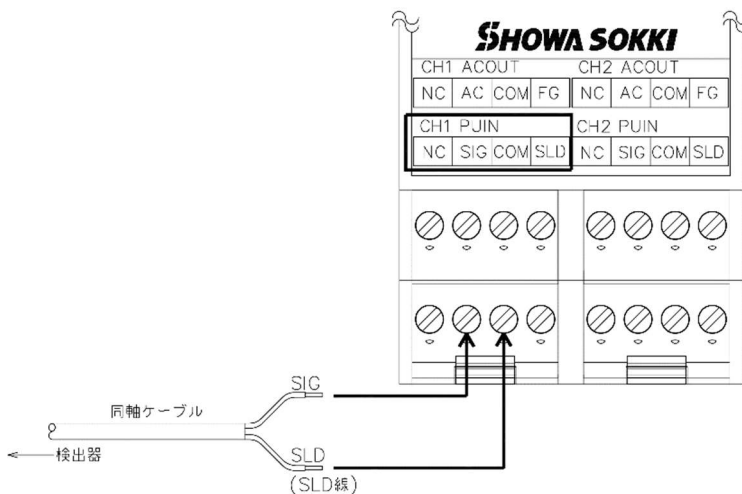 SHOWA SOKKI
CH1 ACOUT CH2 ACOUT
NC AC COM FG NC AC COM FG
CH1 PUIN CH2 PUIN
NC SIG COM SLD NC SIG COM SLD
SIG
同軸ケーブル
検出器
SLD
(SLD線)